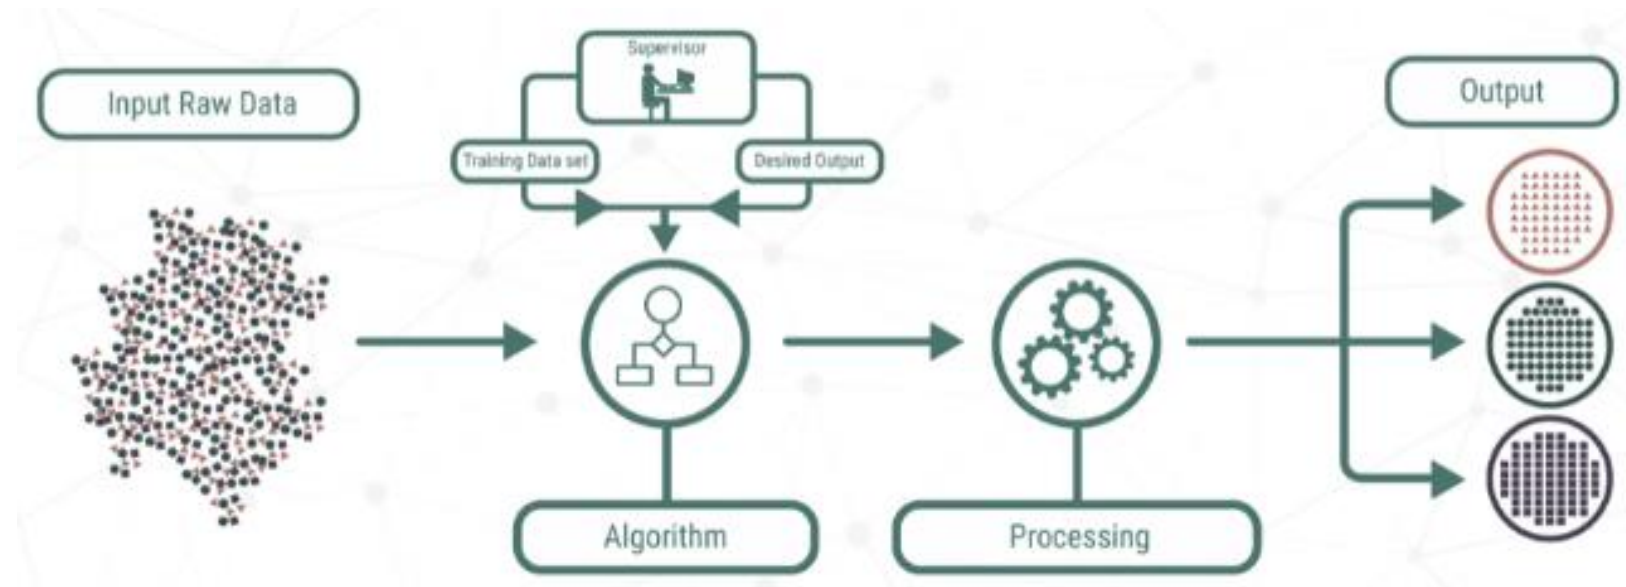 Input Raw Data
Supervisor
Training Data set
Desired Output
Output
Algorithm
Processing